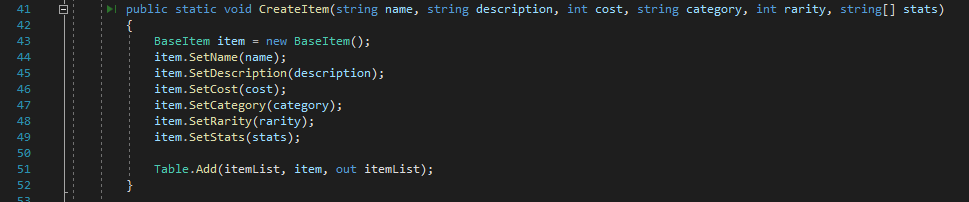 41 public static void CreateItem(string name, string description, int cost, string category, int rarity, string[] stats)
42 {
43 BaseItem item = new BaseItem();
44 item.SetName(name);
45 item.SetDescription(description);
46 item.SetCost(cost);
47 item.SetCategory(category);
48 item.SetRarity(rarity);
49 item.SetStats(stats);
50
51 Table.Add(itemList, item, out itemList);
52 }
53